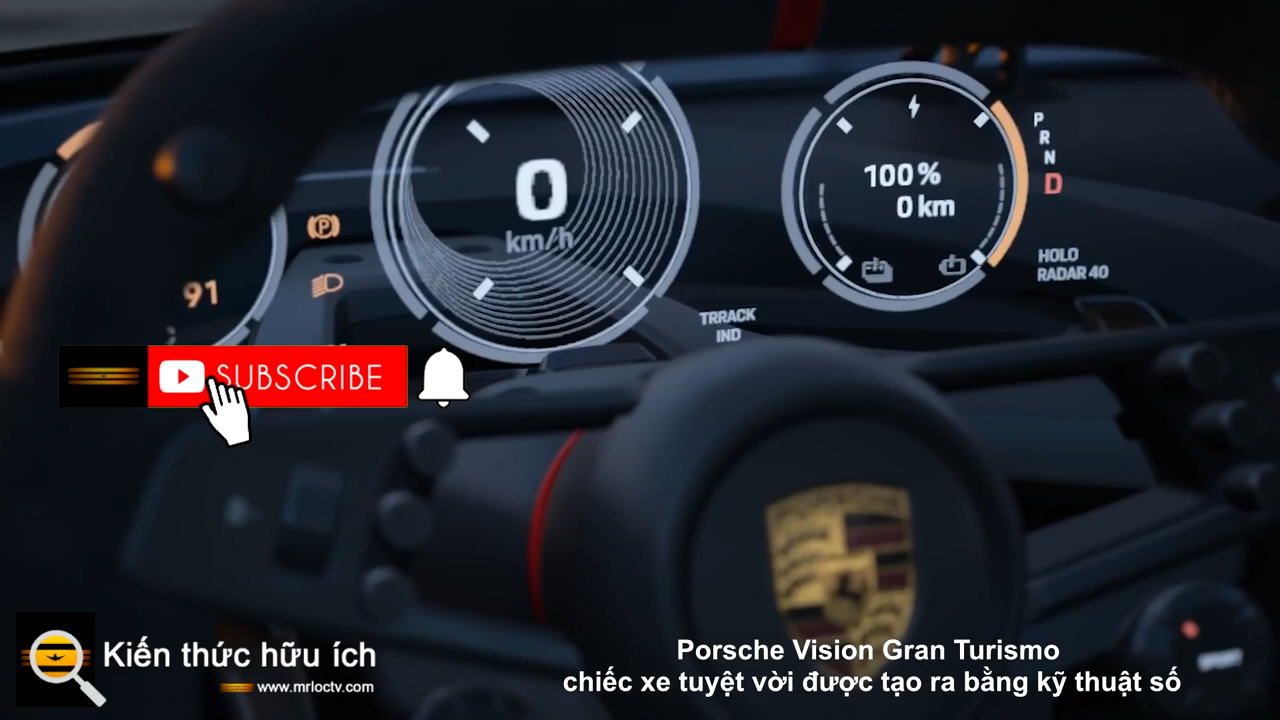 0
km/h
100 %
0 km
P
R
N
D
91
HOLO
RADAR 40
TRRACK
IND
SUBSCRIBE
Kiến thức hữu ích
www.mrloctv.com
Porsche Vision Gran Turismo
chiếc xe tuyệt vời được tạo ra bằng kỹ thuật số